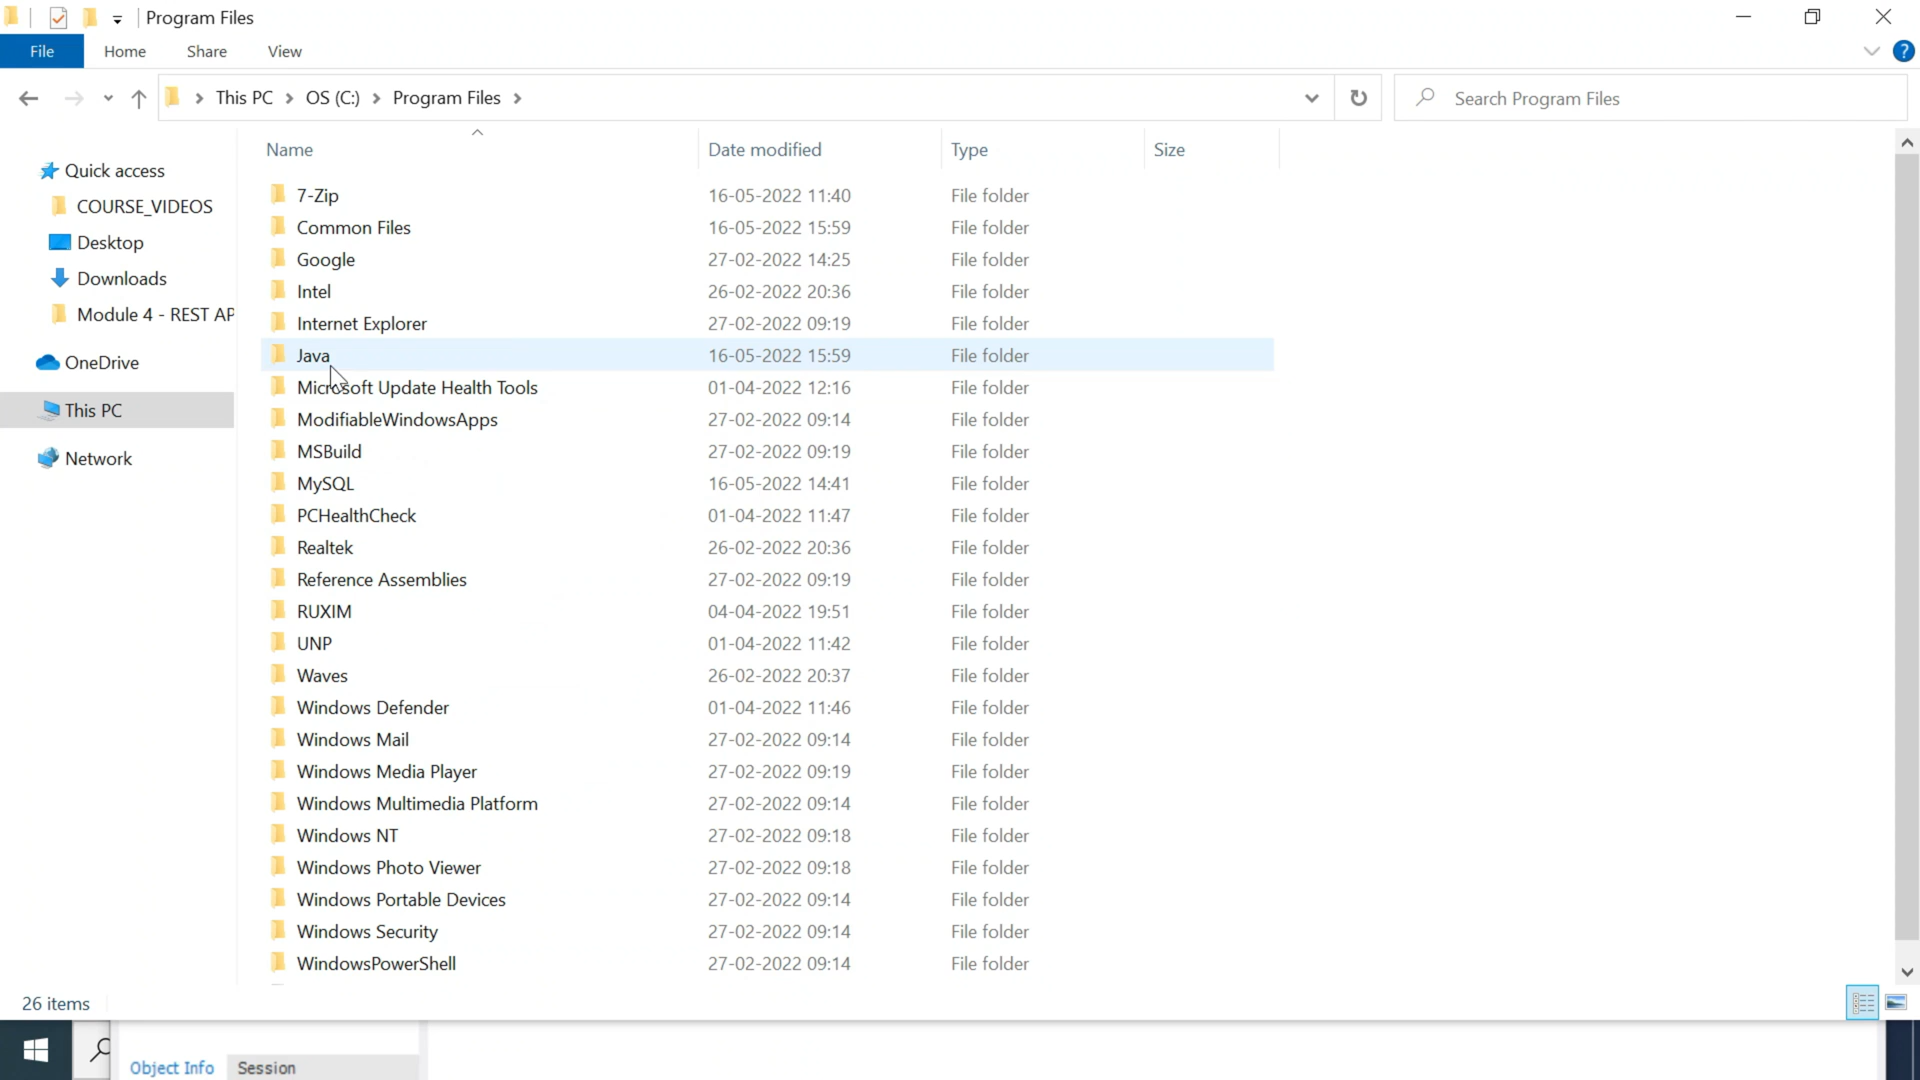 Program Files
File Home Share View
This PC OS (C:) Program Files
Search Program Files
Name Date modified Type Size
Quick access
COURSE_VIDEOS
Desktop
Downloads
Module 4 - REST AP
OneDrive
This PC
Network
7-Zip 16-05-2022 11:40 File folder
Common Files 16-05-2022 15:59 File folder
Google 27-02-2022 14:25 File folder
Intel 26-02-2022 20:36 File folder
Internet Explorer 27-02-2022 09:19 File folder
Java 16-05-2022 15:59 File folder
Microsoft Update Health Tools 01-04-2022 12:16 File folder
ModifiableWindowsApps 27-02-2022 09:14 File folder
MSBuild 27-02-2022 09:19 File folder
MySQL 16-05-2022 14:41 File folder
PCHealthCheck 01-04-2022 11:47 File folder
Realtek 26-02-2022 20:36 File folder
Reference Assemblies 27-02-2022 09:19 File folder
RUXIM 04-04-2022 19:51 File folder
UNP 01-04-2022 11:42 File folder
Waves 26-02-2022 20:37 File folder
Windows Defender 01-04-2022 11:46 File folder
Windows Mail 27-02-2022 09:14 File folder
Windows Media Player 27-02-2022 09:19 File folder
Windows Multimedia Platform 27-02-2022 09:14 File folder
Windows NT 27-02-2022 09:18 File folder
Windows Photo Viewer 27-02-2022 09:18 File folder
Windows Portable Devices 27-02-2022 09:14 File folder
Windows Security 27-02-2022 09:14 File folder
WindowsPowerShell 27-02-2022 09:14 File folder
26 items
Object Info Session